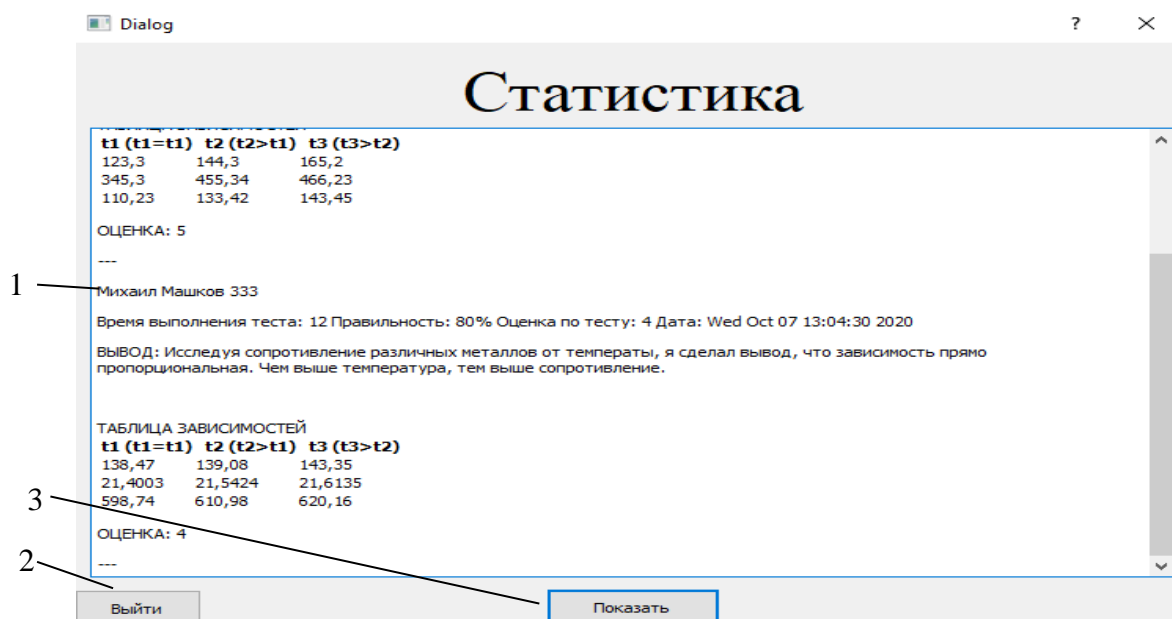 Dialog ?
Статистика
ТАБЛИЦА ЗАВИСИМОСТЕЙ
t1 (t1=t1) t2 (t2>t1) t3 (t3>t2)
123,3 144,3 165,2
345,3 455,34 466,23
110,23 133,42 143,45
ОЦЕНКА: 5
---
1
Михаил Машков 333
Время выполнения теста: 12 Правильность: 80% Оценка по тесту: 4 Дата: Wed Oct 07 13:04:30 2020
ВЫВОД: Исследуя сопротивление различных металлов от температы, я сделал вывод, что зависимость прямо
пропорциональная. Чем выше температура, тем выше сопротивление.
ТАБЛИЦА ЗАВИСИМОСТЕЙ
t1 (t1=t1) t2 (t2>t1) t3 (t3>t2)
138,47 139,08 143,35
21,4003 21,5424 21,6135
3 598,74 610,98 620,16
ОЦЕНКА: 4
2 ---
Выйти Показать